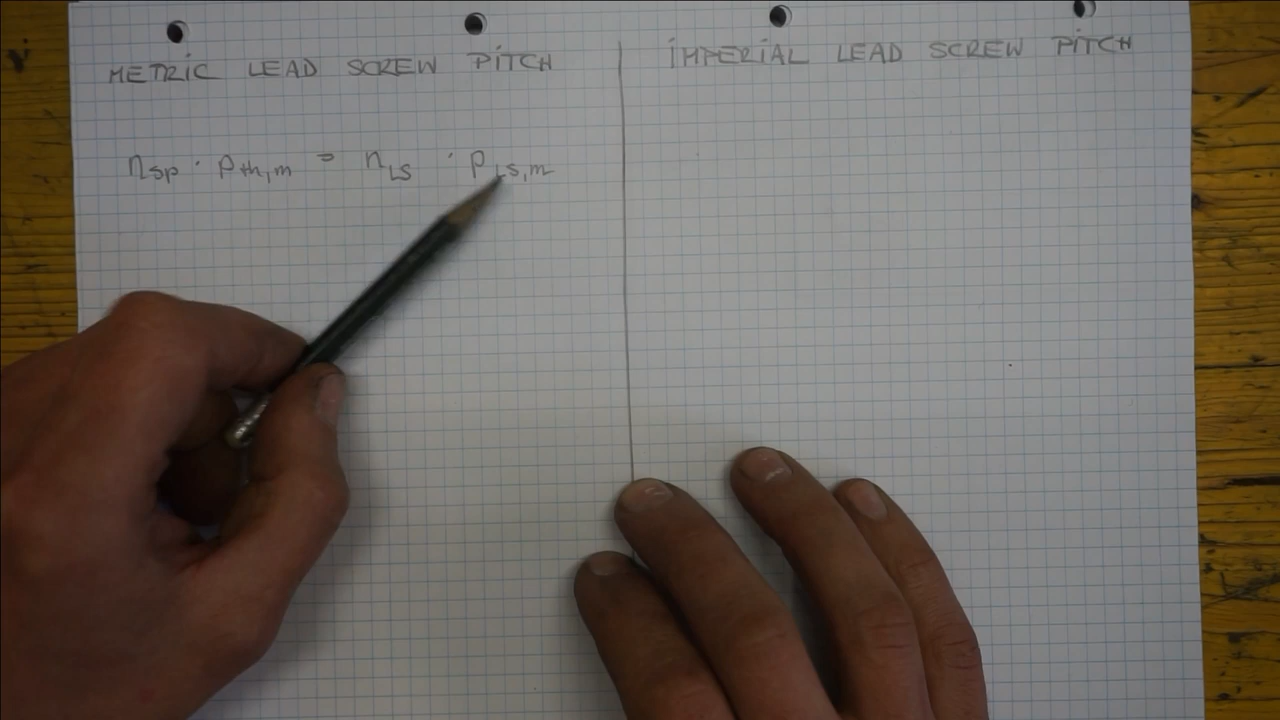 METRIC LEAD SCREW PITCH
IMPERIAL LEAD SCREW PITCH
n_sp · P_th,m = n_LS · P_LS,m